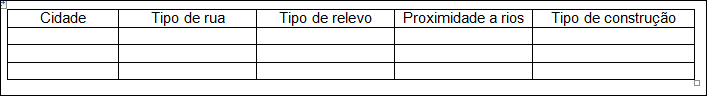 Cidade Tipo de rua Tipo de relevo Proximidade a rios Tipo de construção